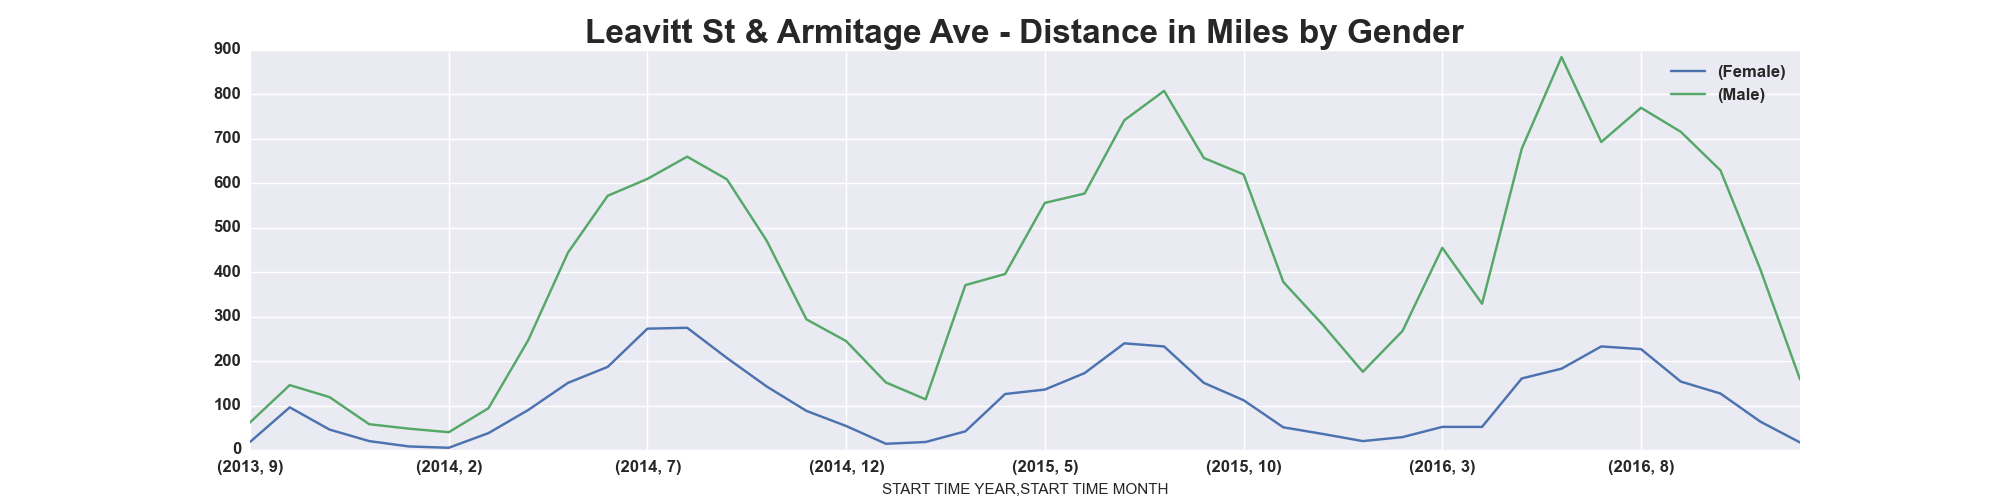 Leavitt St & Armitage Ave - Distance in Miles by Gender
900
800
700
600
500
400
300
200
100
0
(Female)
(Male)
(2013, 9) (2014, 2) (2014, 7) (2014, 12) (2015, 5) (2015, 10) (2016, 3) (2016, 8)
START TIME YEAR,START TIME MONTH